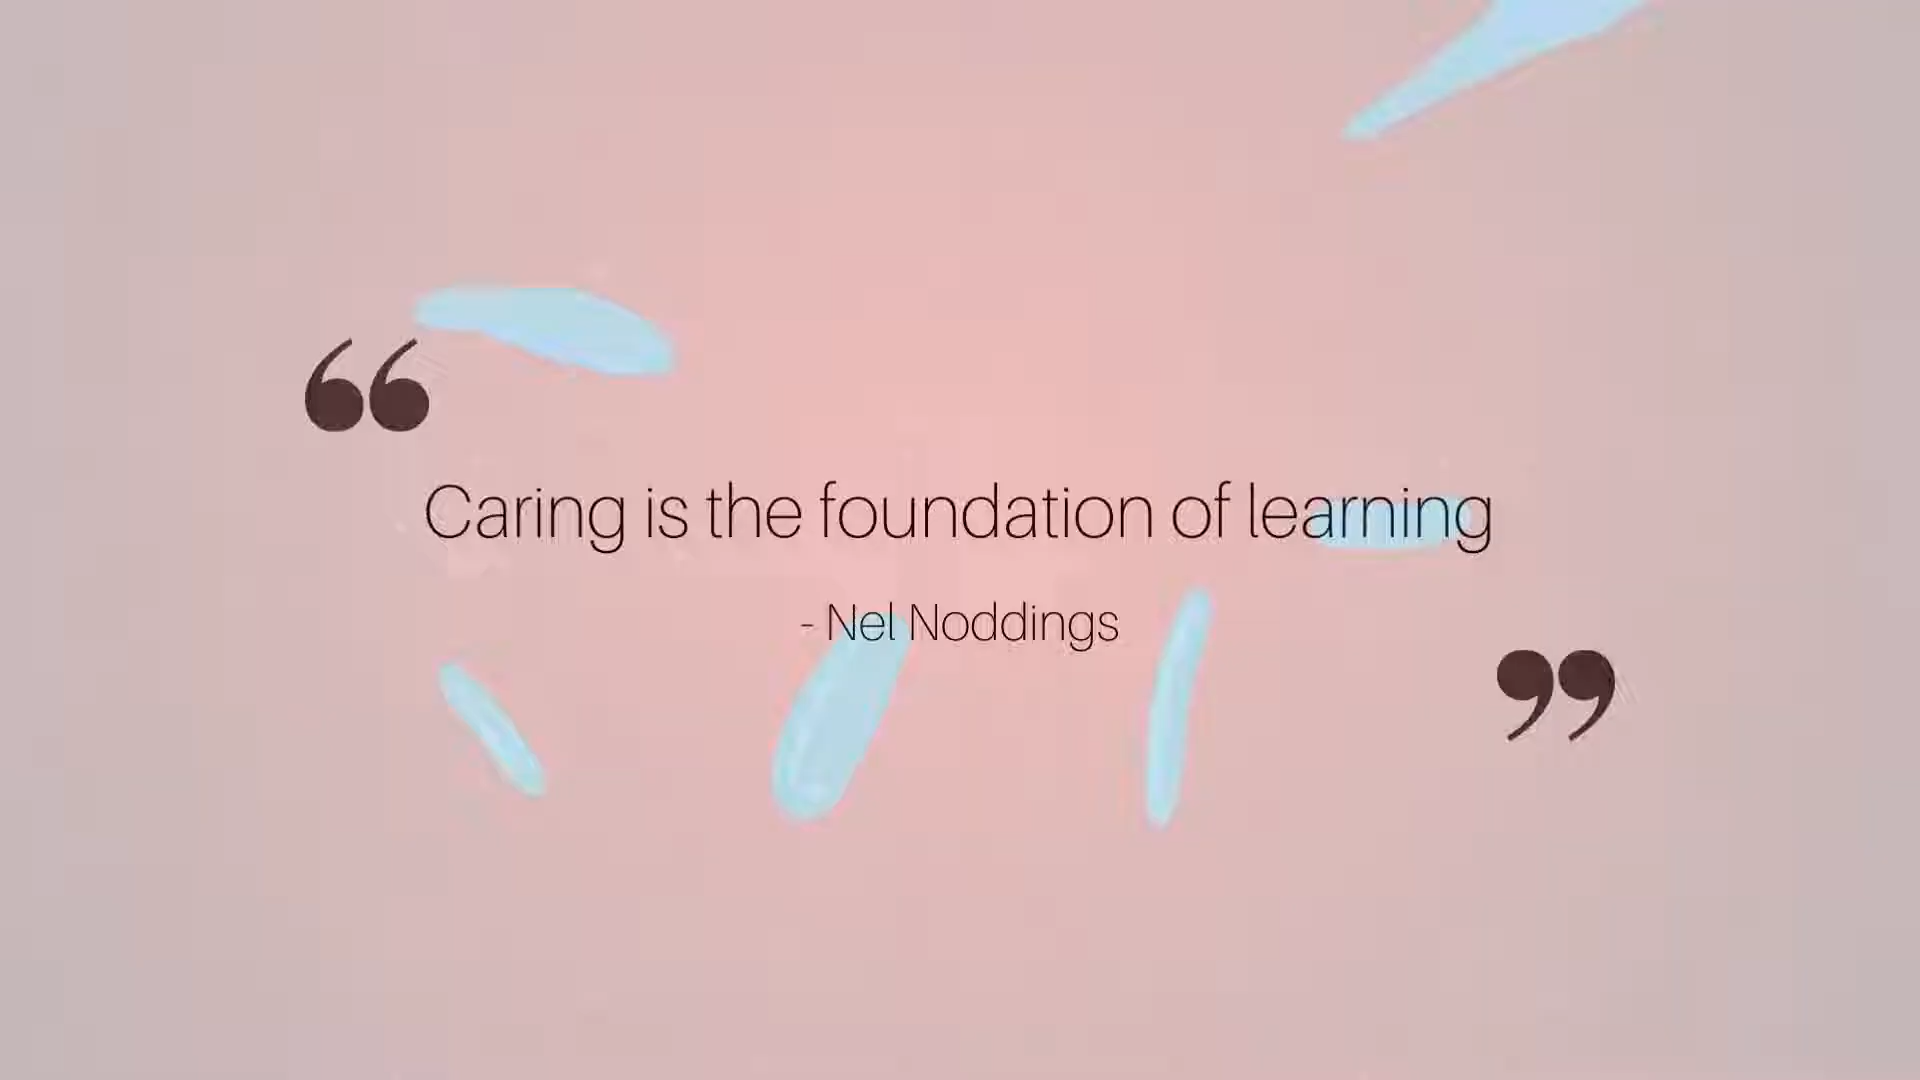 “
Caring is the foundation of learning
- Nel Noddings
”